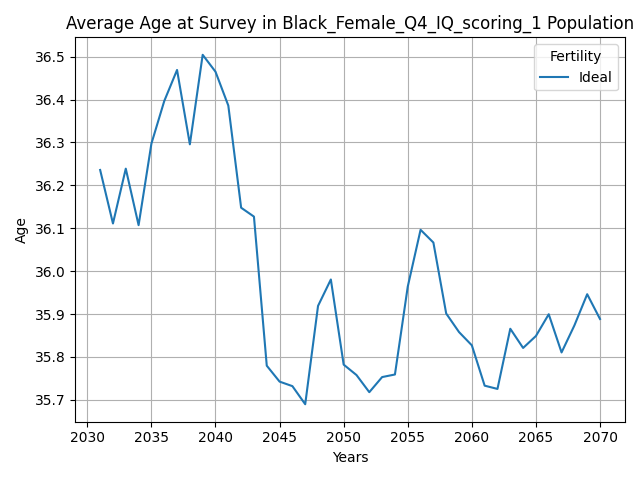 Average Age at Survey in Black_Female_Q4_IQ_scoring_1 Population
Fertility
Ideal
36.5
36.4
36.3
36.2
36.1
36.0
35.9
35.8
35.7
Age
2030 2035 2040 2045 2050 2055 2060 2065 2070
Years